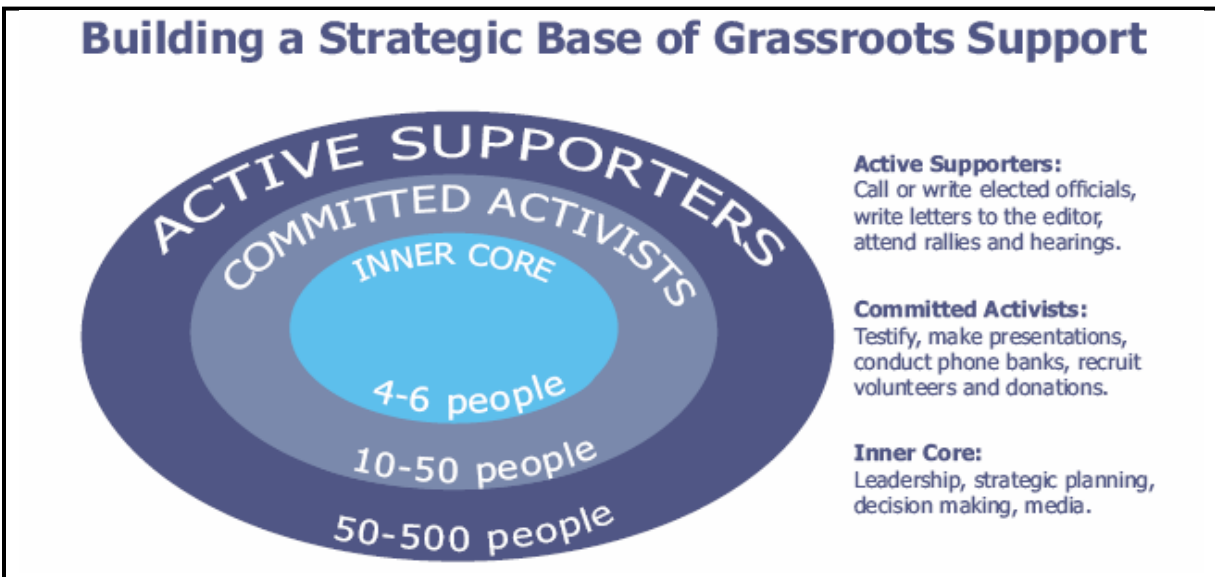 Building a Strategic Base of Grassroots Support
ACTIVE SUPPORTERS
COMMITTED ACTIVISTS
INNER CORE
4-6 people
10-50 people
50-500 people
Active Supporters:
Call or write elected officials,
write letters to the editor,
attend rallies and hearings.
Committed Activists:
Testify, make presentations,
conduct phone banks, recruit
volunteers and donations.
Inner Core:
Leadership, strategic planning,
decision making, media.